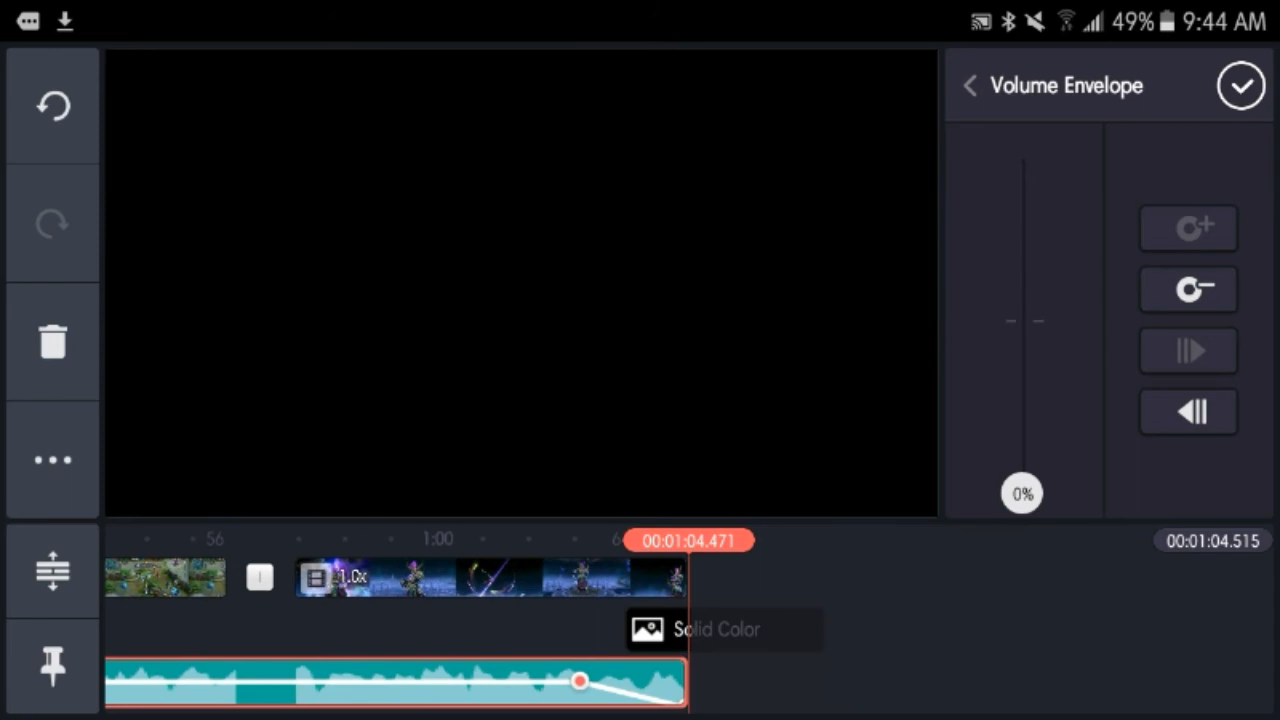 49% 9:44 AM
Volume Envelope
0%
56
1:00
6
00:01:04.471
00:01:04.515
1.0x
Solid Color